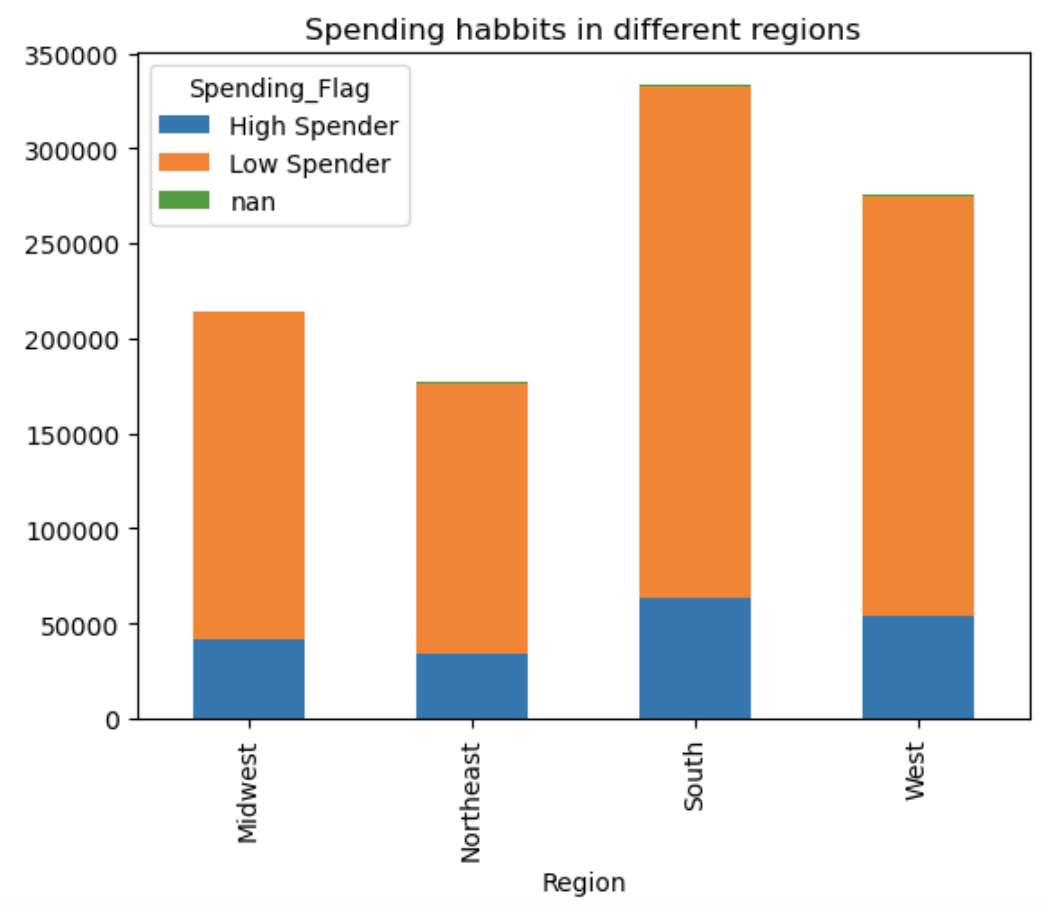 Spending habbits in different regions
350000
300000
250000
200000
150000
100000
50000
0
Spending_Flag
High Spender
Low Spender
nan
Midwest
Northeast
South
West
Region